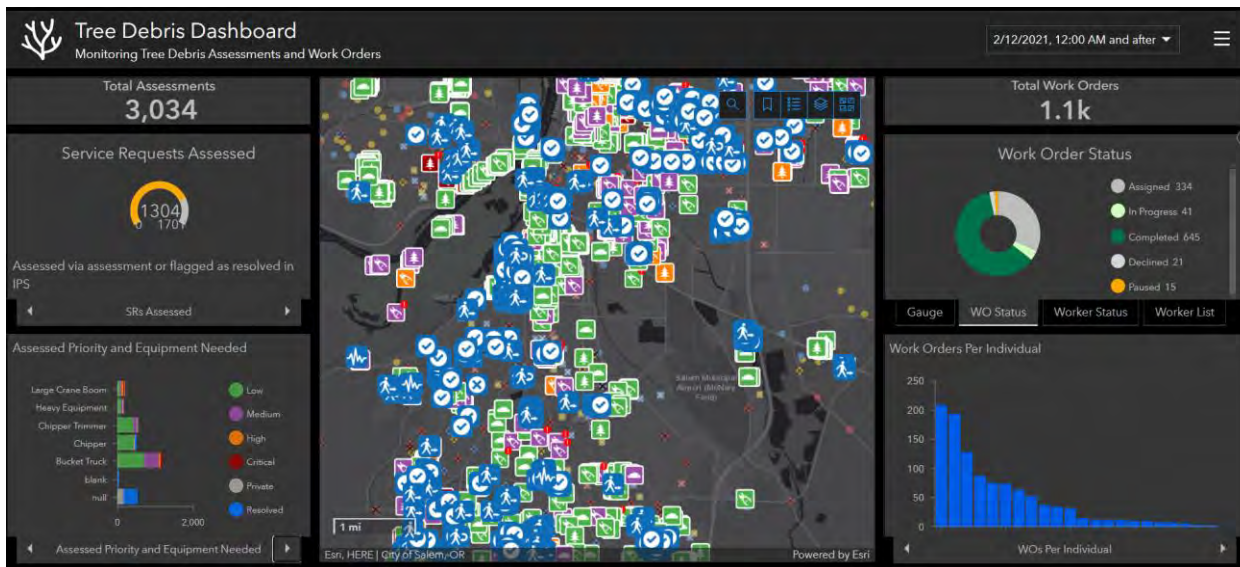 Tree Debris Dashboard
Monitoring Tree Debris Assessments and Work Orders
2/12/2021, 12:00 AM and after
Total Assessments
3,034
Service Requests Assessed
1304
0 1701
Assessed via assessment or flagged as resolved in
IPS
SRs Assessed
Assessed Priority and Equipment Needed
Large Crane Boom
Heavy Equipment
Chipper Trimmer
Chipper
Bucket Truck
blank
null
0 2,000
Low
Medium
High
Critical
Private
Resolved
Assessed Priority and Equipment Needed
Salem Municipal
Airport (McNary
Field)
1 mi
Esri, HERE | City of Salem, OR
Powered by Esri
Total Work Orders
1.1k
Work Order Status
Assigned 334
In Progress 41
Completed 645
Declined 21
Paused 15
Gauge WO Status Worker Status Worker List
Work Orders Per Individual
250
200
150
100
50
0
WOs Per Individual